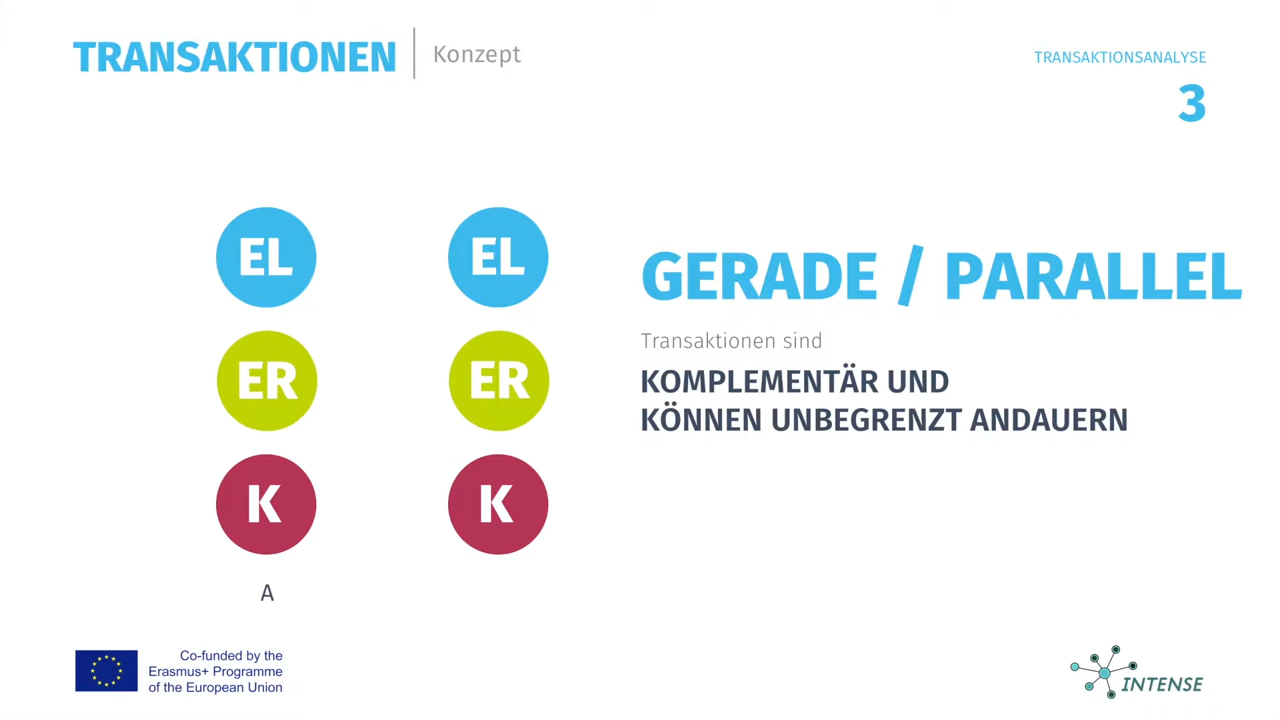 TRANSAKTIONEN
Konzept
TRANSAKTIONSANALYSE
3
EL EL
ER ER
K K
A
GERADE / PARALLEL
Transaktionen sind
KOMPLEMENTÄR UND
KÖNNEN UNBEGRENZT ANDAUERN
Co-funded by the
Erasmus+ Programme
of the European Union
INTENSE